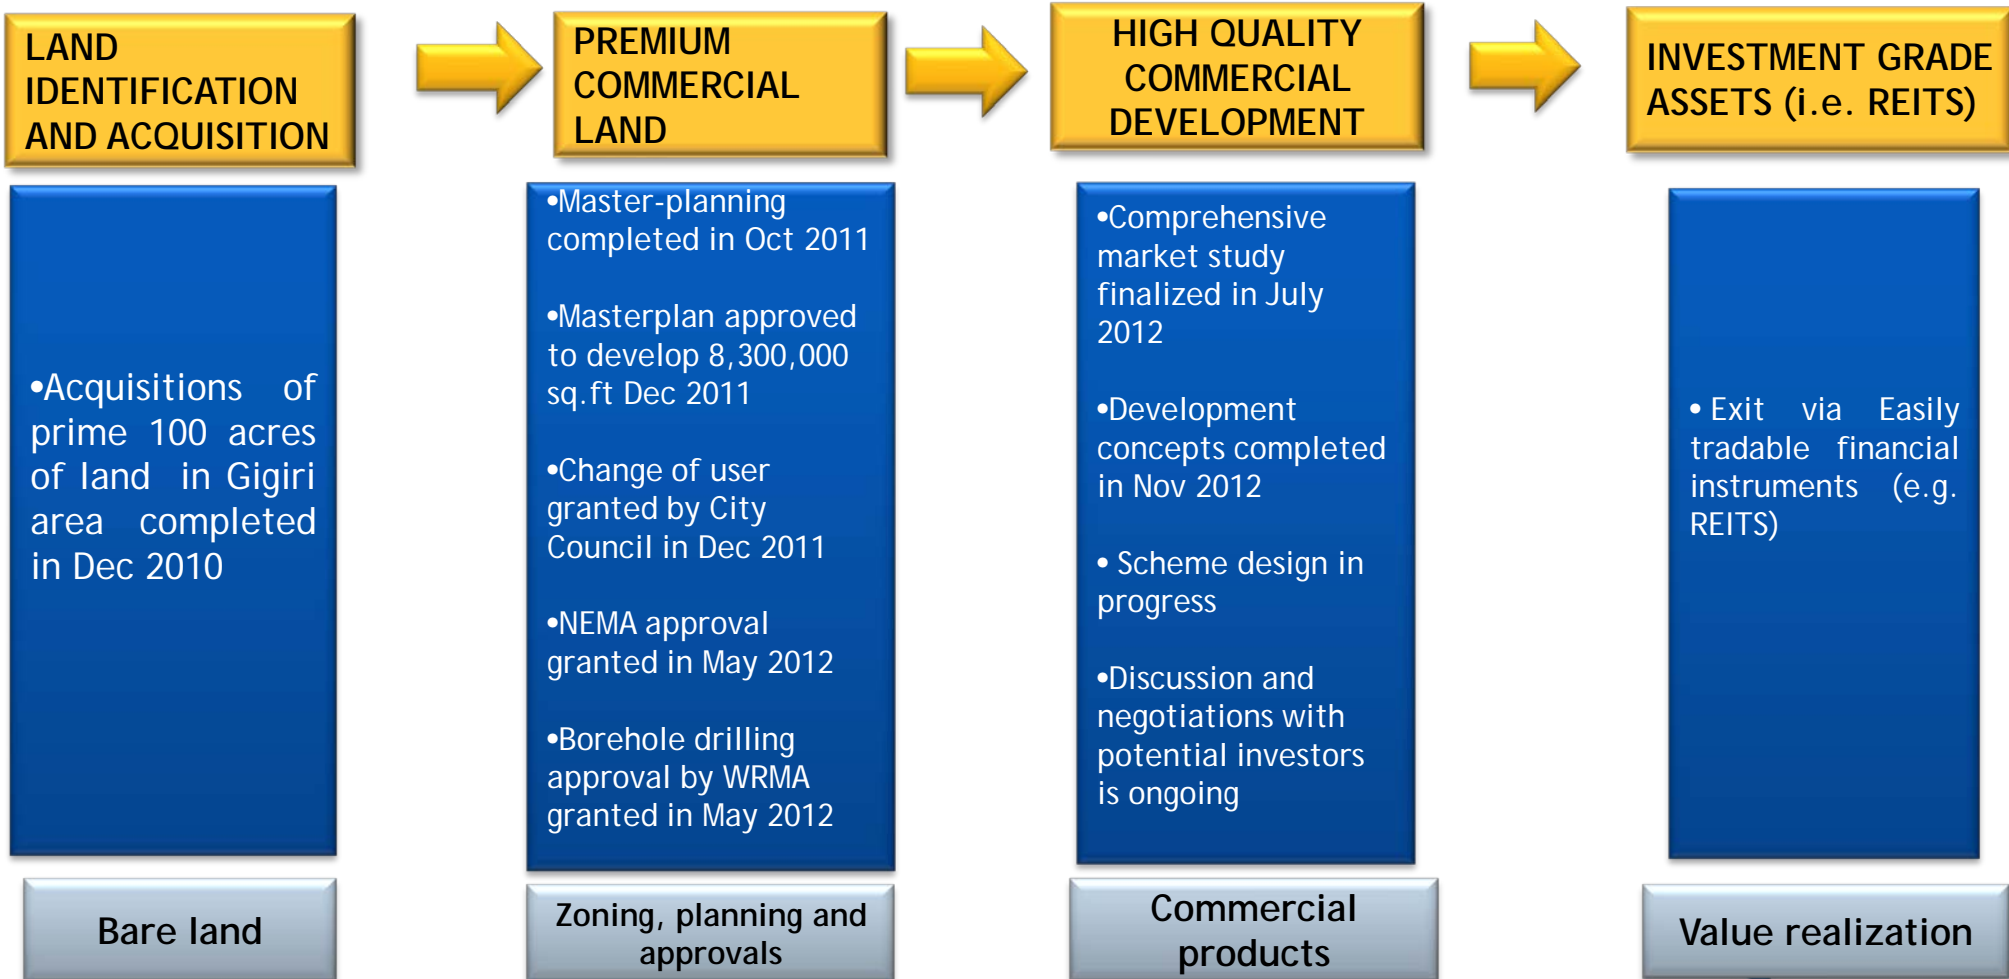 LAND
IDENTIFICATION
AND ACQUISITION
•Acquisitions of
prime 100 acres
of land in Gigiri
area completed
in Dec 2010
Bare land
PREMIUM
COMMERCIAL
LAND
•Master-planning
completed in Oct 2011
•Masterplan approved
to develop 8,300,000
sq.ft Dec 2011
•Change of user
granted by City
Council in Dec 2011
•NEMA approval
granted in May 2012
•Borehole drilling
approval by WRMA
granted in May 2012
Zoning, planning and
approvals
HIGH QUALITY
COMMERCIAL
DEVELOPMENT
•Comprehensive
market study
finalized in July
2012
•Development
concepts completed
in Nov 2012
• Scheme design in
progress
•Discussion and
negotiations with
potential investors
is ongoing
Commercial
products
INVESTMENT GRADE
ASSETS (i.e. REITS)
• Exit via Easily
tradable financial
instruments (e.g.
REITS)
Value realization